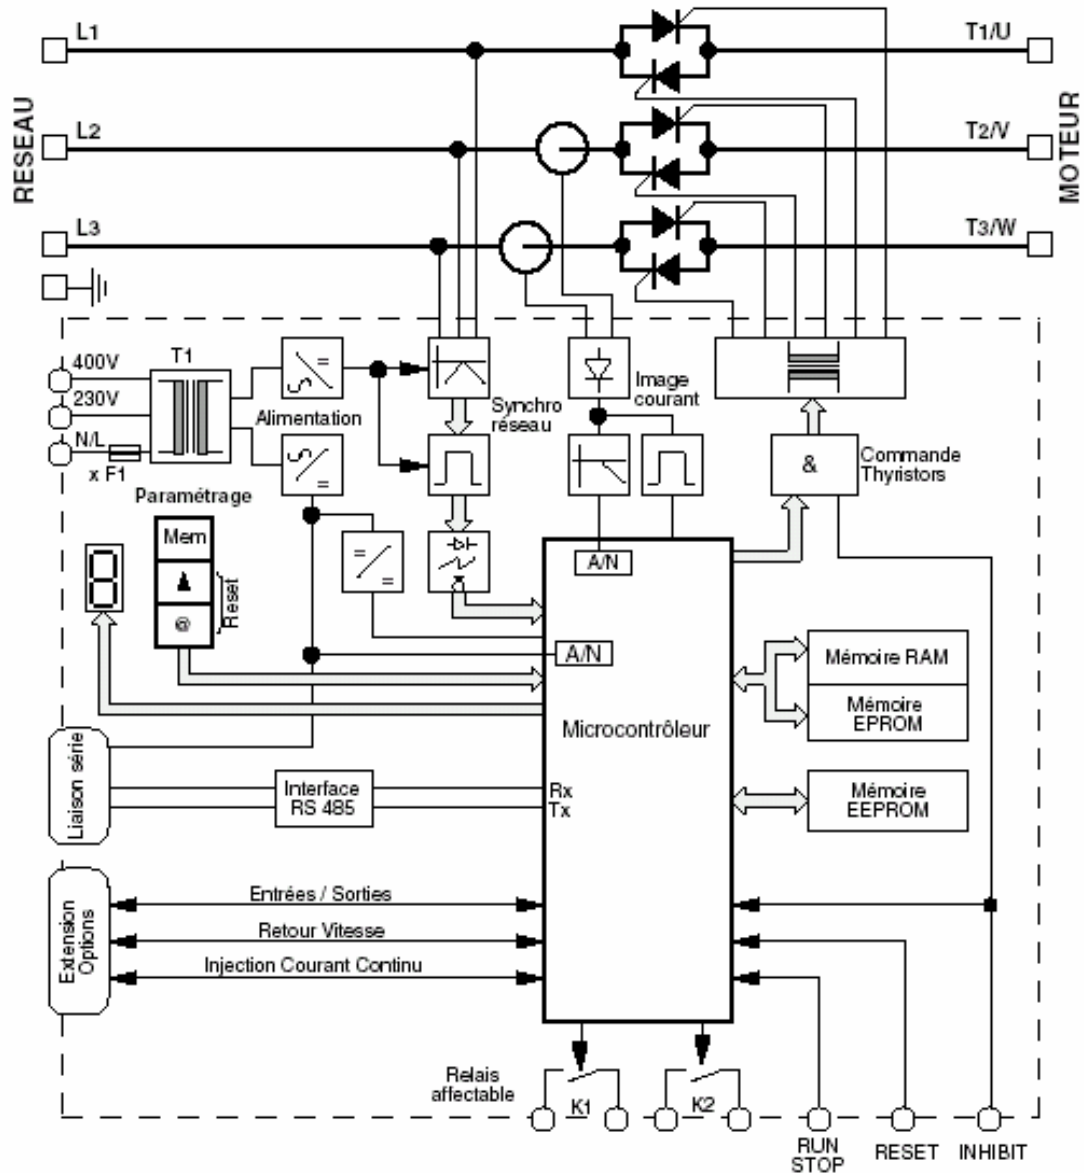 L1
T1/U
RESEAU
L2
T2/V
MOTEUR
L3
T3/W
400V
T1
230V
Alimentation
N/L
x F1
Synchro
réseau
Image
courant
&
Commande
Thyristors
Paramétrage
Mem
@
Reset
A/N
A/N
Mémoire RAM
Mémoire
EPROM
Microcontrôleur
Liaison série
Interface
RS 485
Rx
Tx
Mémoire
EEPROM
Extension
Options
Entrées / Sorties
Retour Vitesse
Injection Courant Continu
Relais
affectable
K1
K2
RUN
STOP
RESET
INHIBIT